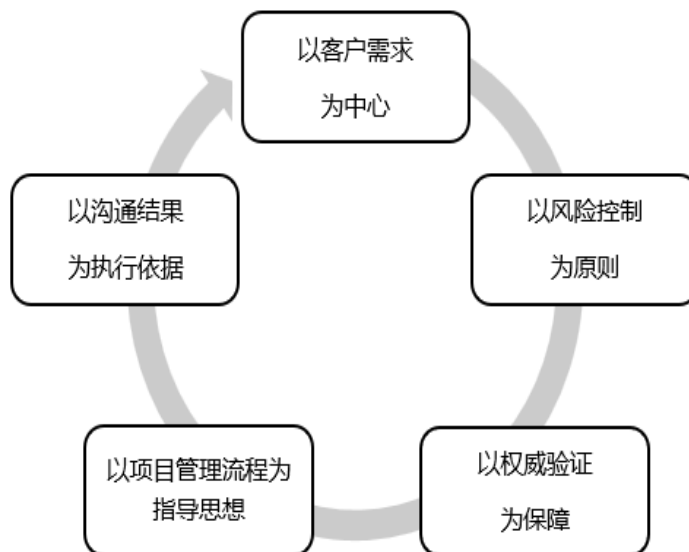 以客户需求
为中心
以风险控制
为原则
以权威验证
为保障
以项目管理流程为
指导思想
以沟通结果
为执行依据